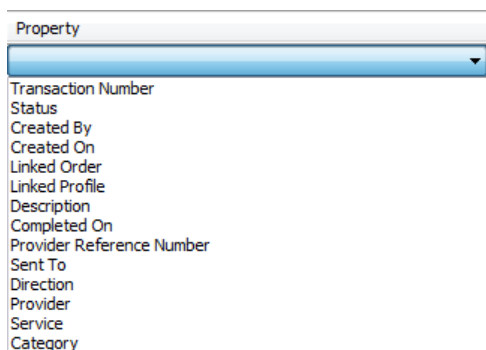 Property
Transaction Number
Status
Created By
Created On
Linked Order
Linked Profile
Description
Completed On
Provider Reference Number
Sent To
Direction
Provider
Service
Category